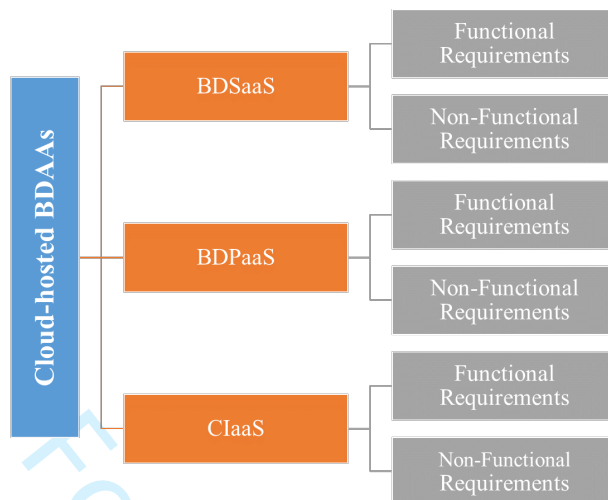 Cloud-hosted BDAAs
BDSaaS
Functional
Requirements
Non-Functional
Requirements
BDPaaS
Functional
Requirements
Non-Functional
Requirements
CIaaS
Functional
Requirements
Non-Functional
Requirements